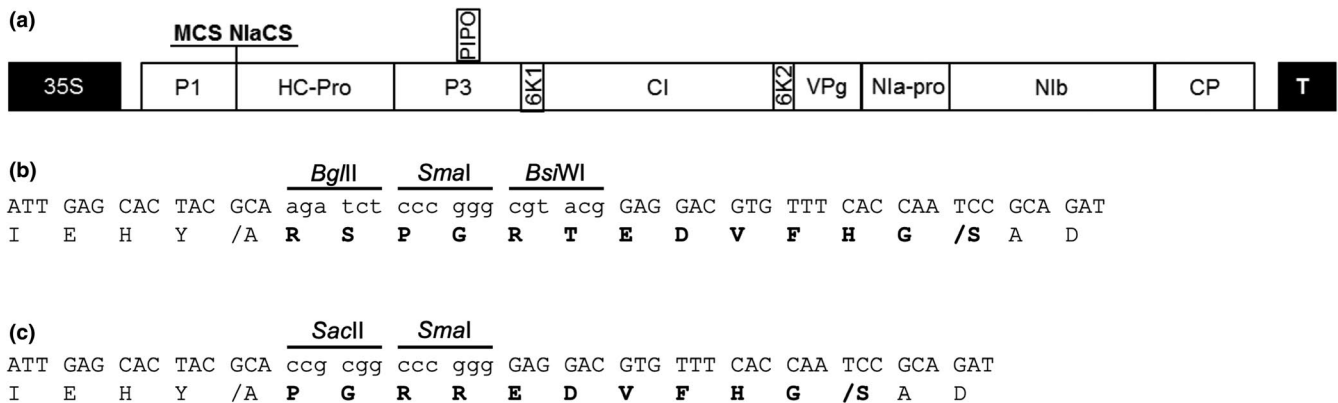 (a)
MCS NIaCS
PIPO
35S P1 HC-Pro P3 6K1 CI 6K2 VPg NIa-pro NIb CP T
(b)
BglII SmaI BsiWI
ATT GAG CAC TAC GCA aga tct ccc ggg cgt acg GAG GAC GTG TTT CAC CAA TCC GCA GAT
I E H Y /A R S P G R T E D V F H G /S A D
(c)
SacII SmaI
ATT GAG CAC TAC GCA ccg cgg ccc ggg GAG GAC GTG TTT CAC CAA TCC GCA GAT
I E H Y /A P G R R E D V F H G /S A D